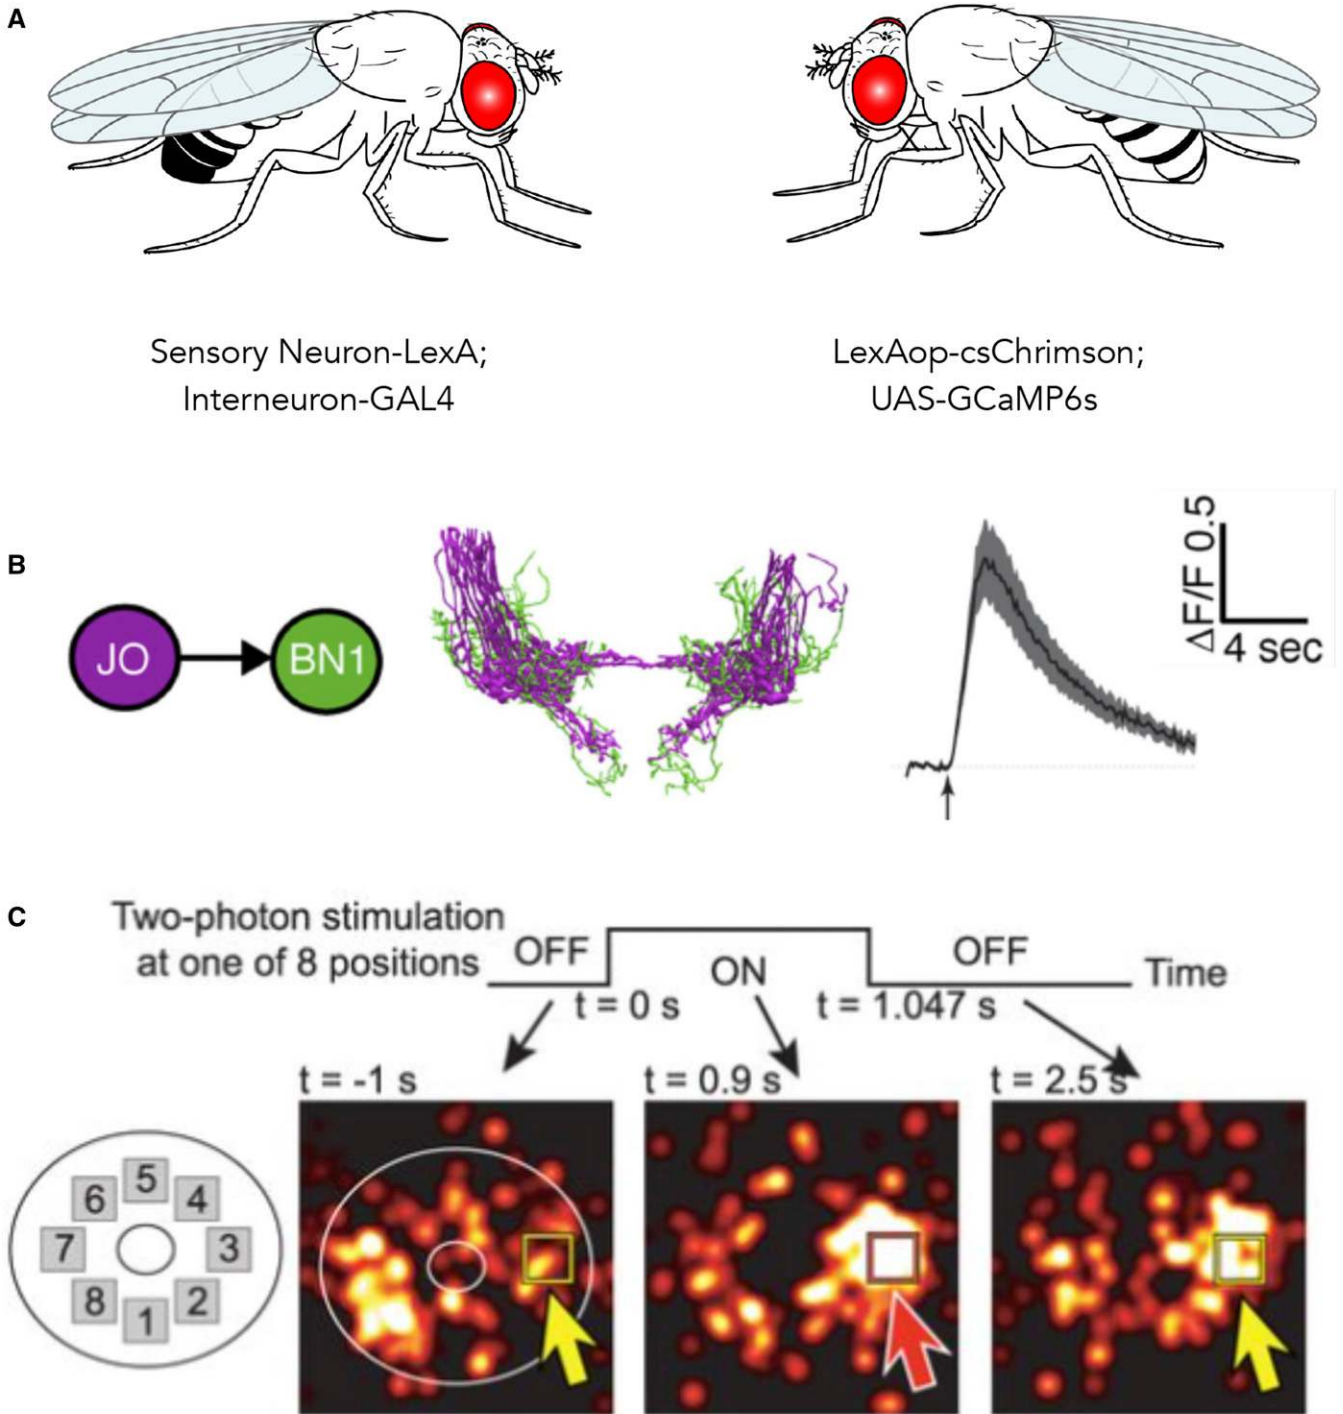 A
Sensory Neuron-LexA;
Interneuron-GAL4
LexAop-csChrimson;
UAS-GCaMP6s
B
JO
BN1
ΔF/F 0.5
4 sec
C
Two-photon stimulation
at one of 8 positions
OFF
ON
OFF
Time
t = 0 s
t = 1.047 s
t = -1 s
t = 0.9 s
t = 2.5 s
5
6
4
7
3
8
2
1